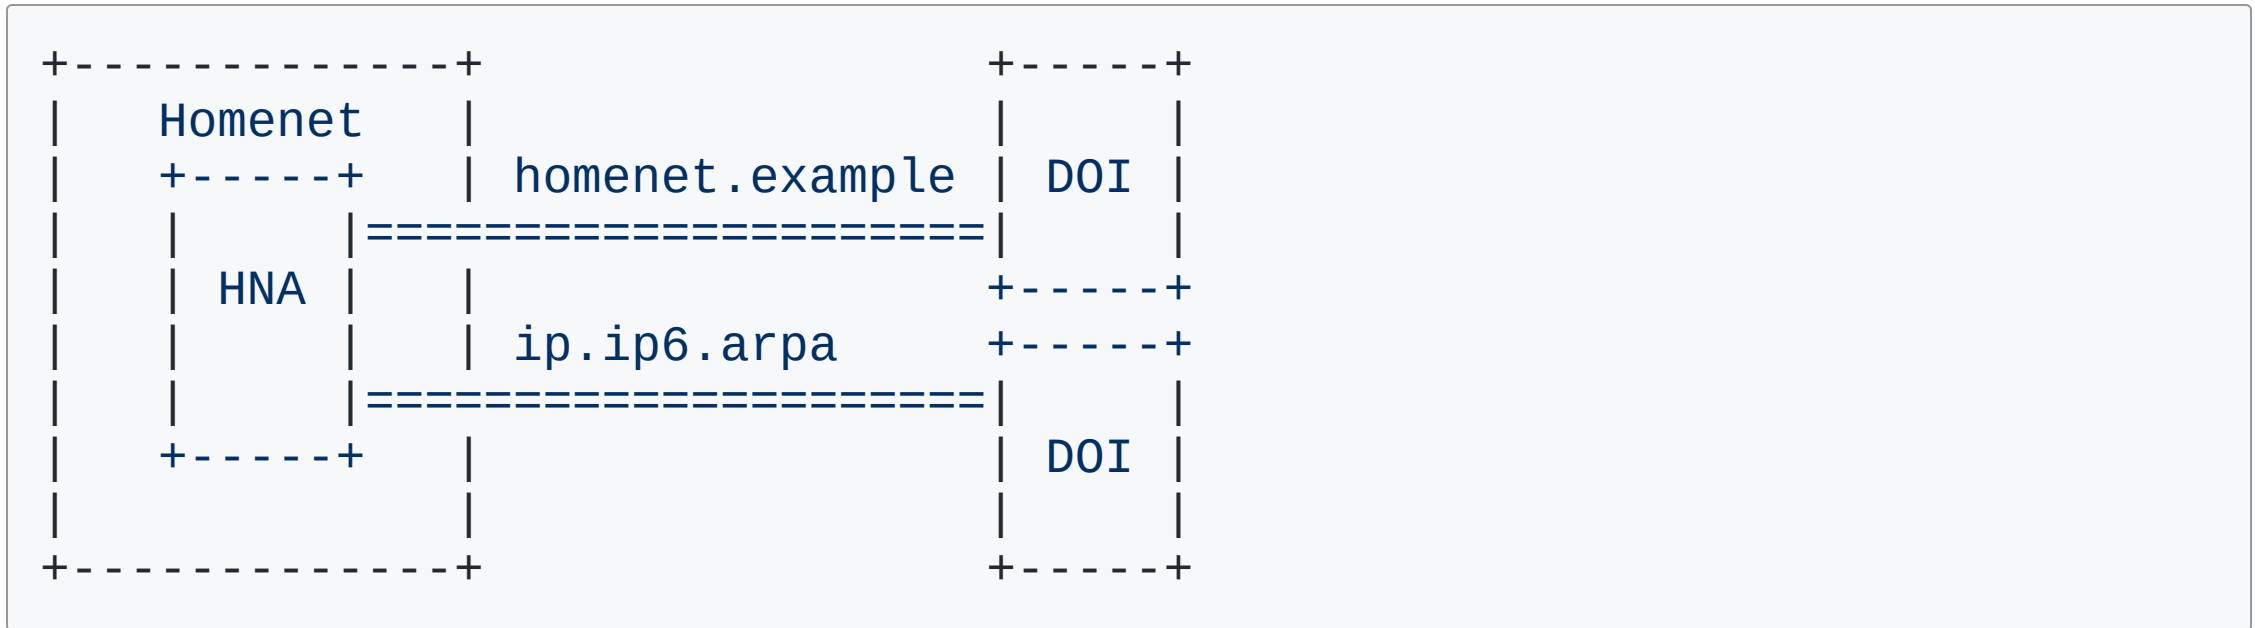 +-------------+                 +-----+
|   Homenet   |                 |     |
|   +-----+   | homenet.example | DOI |
|   |     |=====================|     |
|   | HNA |   |                 +-----+
|   |     |   | ip.ip6.arpa     +-----+
|   |     |=====================|     |
|   +-----+   |                 | DOI |
|             |                 |     |
+-------------+                 +-----+